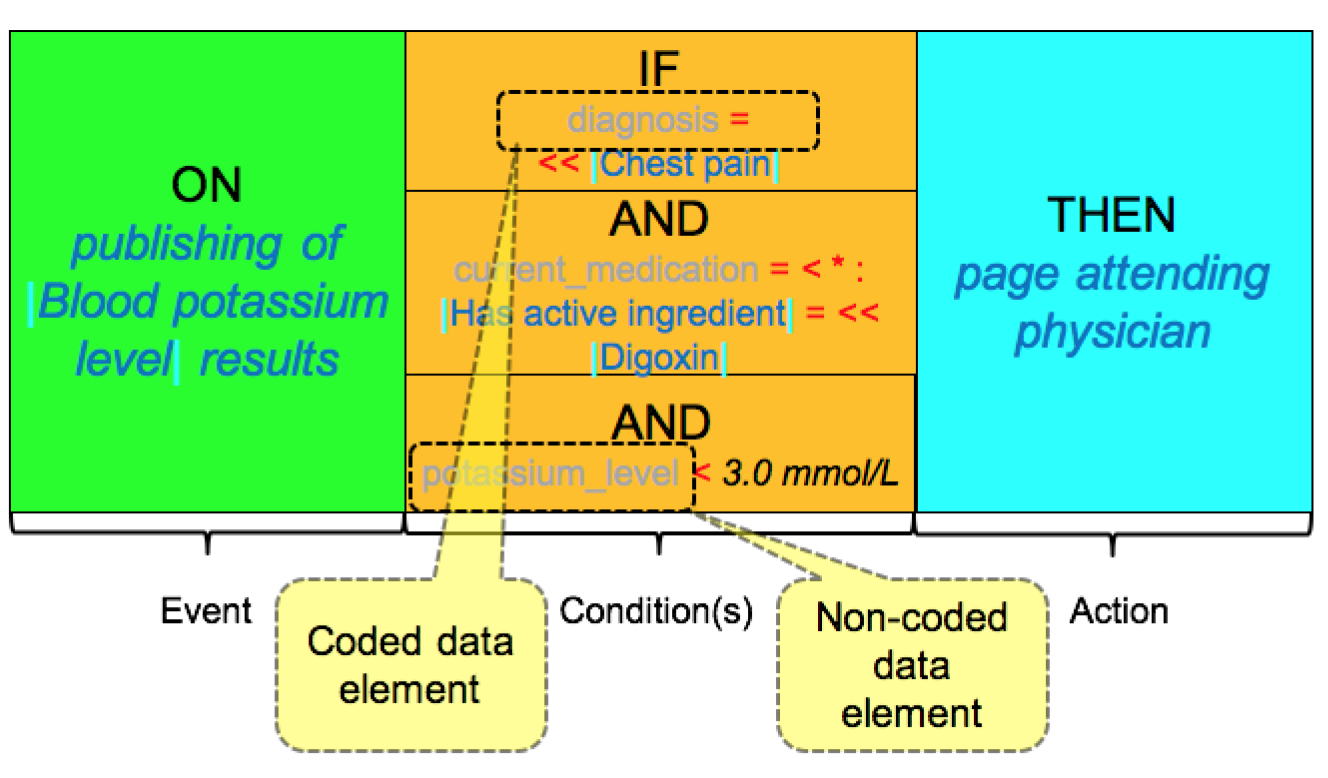 ON
publishing of
|Blood potassium
level| results
IF
diagnosis =
<< |Chest pain|
AND
current_medication = < * :
|Has active ingredient| = <<
|Digoxin|
AND
potassium_level < 3.0 mmol/L
THEN
page attending
physician
Event
Coded data
element
Condition(s)
Non-coded
data
element
Action